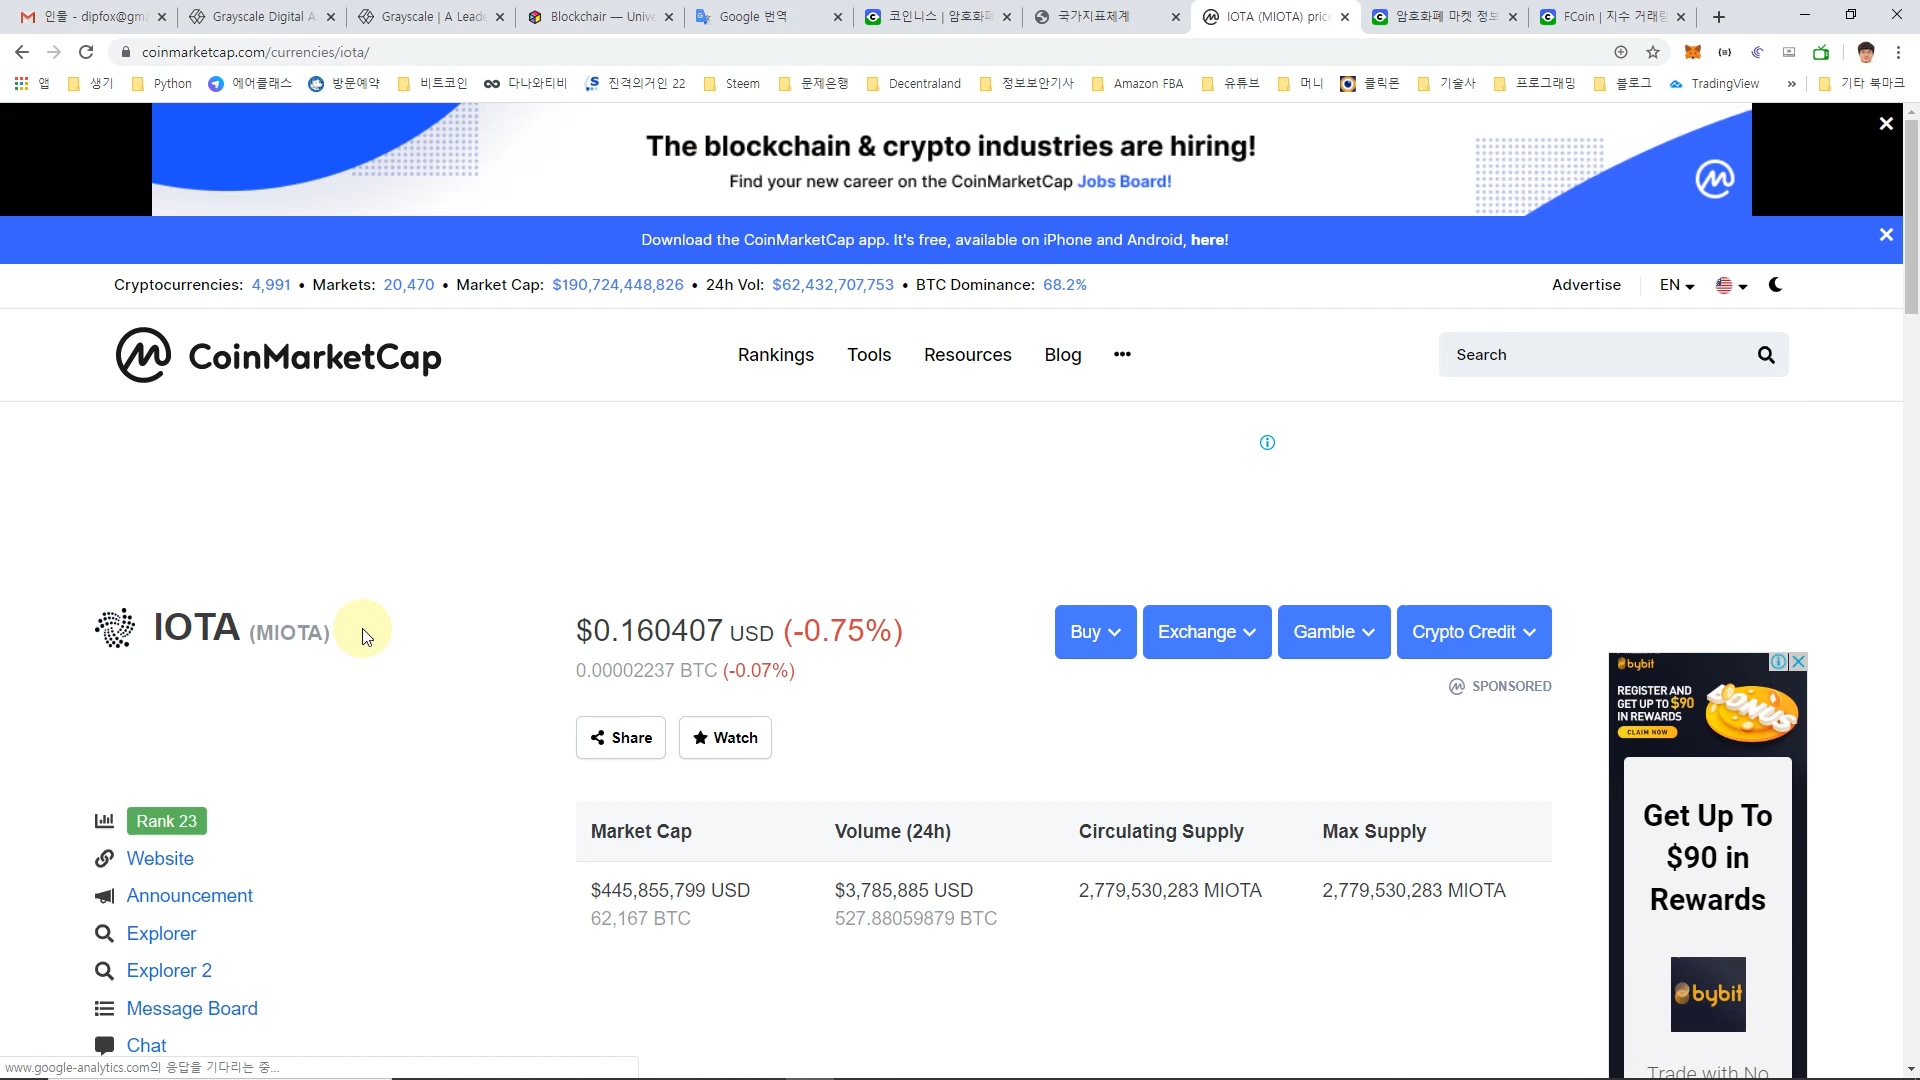 인물 - dipfox@gma
Grayscale Digital A
Grayscale | A Leade
Blockchair — Unive
Google 번역
코인니스 | 암호화폐
국가지표체계
IOTA (MIOTA) price
암호화폐 마켓 정보
FCoin | 지수 거래량
coinmarketcap.com/currencies/iota/
앱
생기
Python
에어클래스
방문예약
비트코인
다나와티비
진격의거인 22
Steem
문제은행
Decentraland
정보보안기사
Amazon FBA
유튜브
머니
클릭몬
기술사
프로그래밍
블로그
TradingView
»
기타 북마크
The blockchain & crypto industries are hiring!
Find your new career on the CoinMarketCap Jobs Board!
Download the CoinMarketCap app. It's free, available on iPhone and Android, here!
Cryptocurrencies: 4,991 • Markets: 20,470 • Market Cap: $190,724,448,826 • 24h Vol: $62,432,707,753 • BTC Dominance: 68.2%
Advertise
EN
CoinMarketCap
Rankings
Tools
Resources
Blog
Search
IOTA (MIOTA)
$0.160407 USD (-0.75%)
0.00002237 BTC (-0.07%)
Buy
Exchange
Gamble
Crypto Credit
SPONSORED
Share
Watch
Rank 23
Website
Announcement
Explorer
Explorer 2
Message Board
Chat
Market Cap
Volume (24h)
Circulating Supply
Max Supply
$445,855,799 USD
$3,785,885 USD
2,779,530,283 MIOTA
2,779,530,283 MIOTA
62,167 BTC
527.88059879 BTC
bybit
REGISTER AND
GET UP TO $90
IN REWARDS
CLAIM NOW
BONUS
Get Up To
$90 in
Rewards
bybit
Trade with No
www.google-analytics.com의 응답을 기다리는 중...